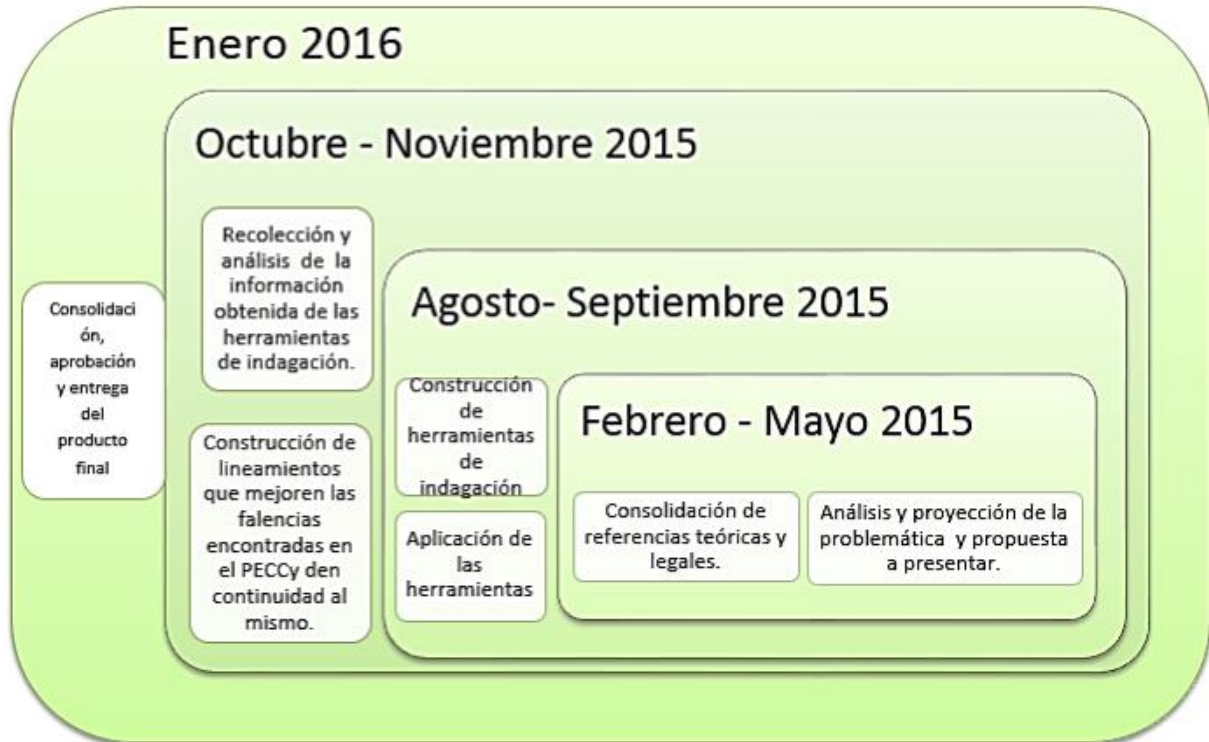 Enero 2016
Consolidaci
ón,
aprobación
y entrega
del
producto
final
Octubre - Noviembre 2015
Recolección y
análisis de la
información
obtenida de las
herramientas
de indagación.
Construcción de
lineamientos
que mejoren las
falencias
encontradas en
el PECCy den
continuidad al
mismo.
Agosto- Septiembre 2015
Construcción
de
herramientas
de
indagación
Aplicación de
las
herramientas
Febrero - Mayo 2015
Consolidación de
referencias teóricas y
legales.
Análisis y proyección de la
problemática y propuesta
a presentar.